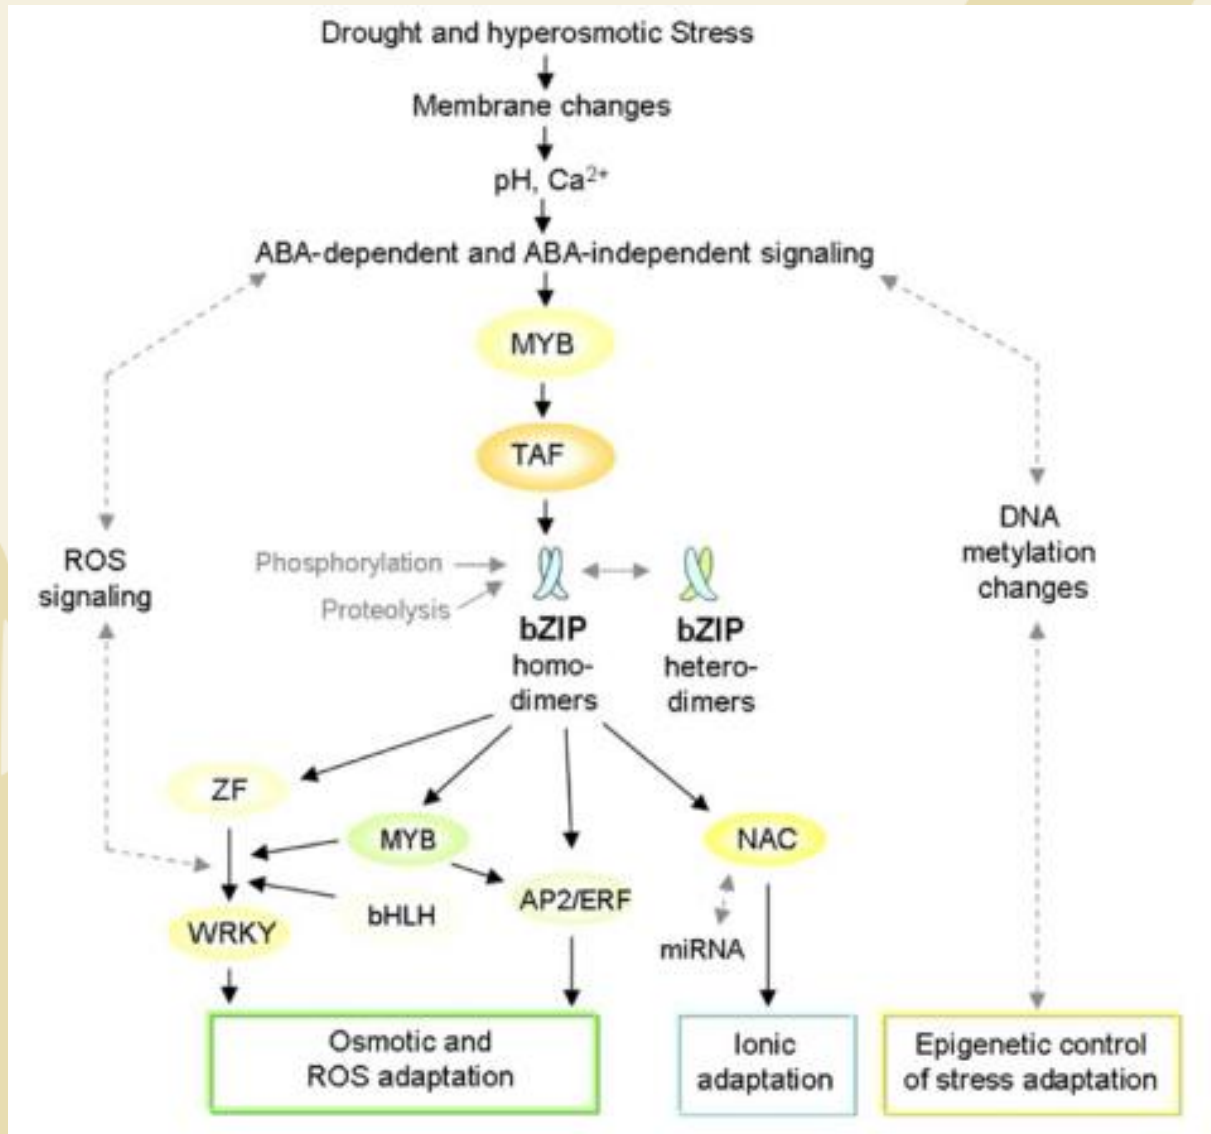 Drought and hyperosmotic Stress
Membrane changes
pH, Ca²⁺
ABA-dependent and ABA-independent signaling
MYB
TAF
ROS
signaling
Phosphorylation
Proteolysis
bZIP
homo-
dimers
bZIP
hetero-
dimers
DNA
metylation
changes
ZF
MYB
bHLH
WRKY
AP2/ERF
NAC
miRNA
Osmotic and
ROS adaptation
Ionic
adaptation
Epigenetic control
of stress adaptation